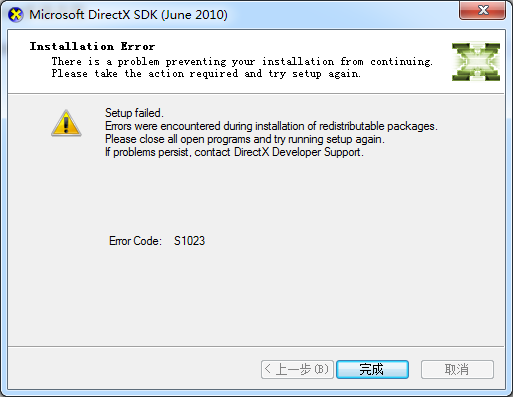 Microsoft DirectX SDK (June 2010)
Installation Error
There is a problem preventing your installation from continuing.
Please take the action required and try setup again.
Setup failed.
Errors were encountered during installation of redistributable packages.
Please close all open programs and try running setup again.
If problems persist, contact DirectX Developer Support.
Error Code: S1023
< 上一步(B) 完成 取消